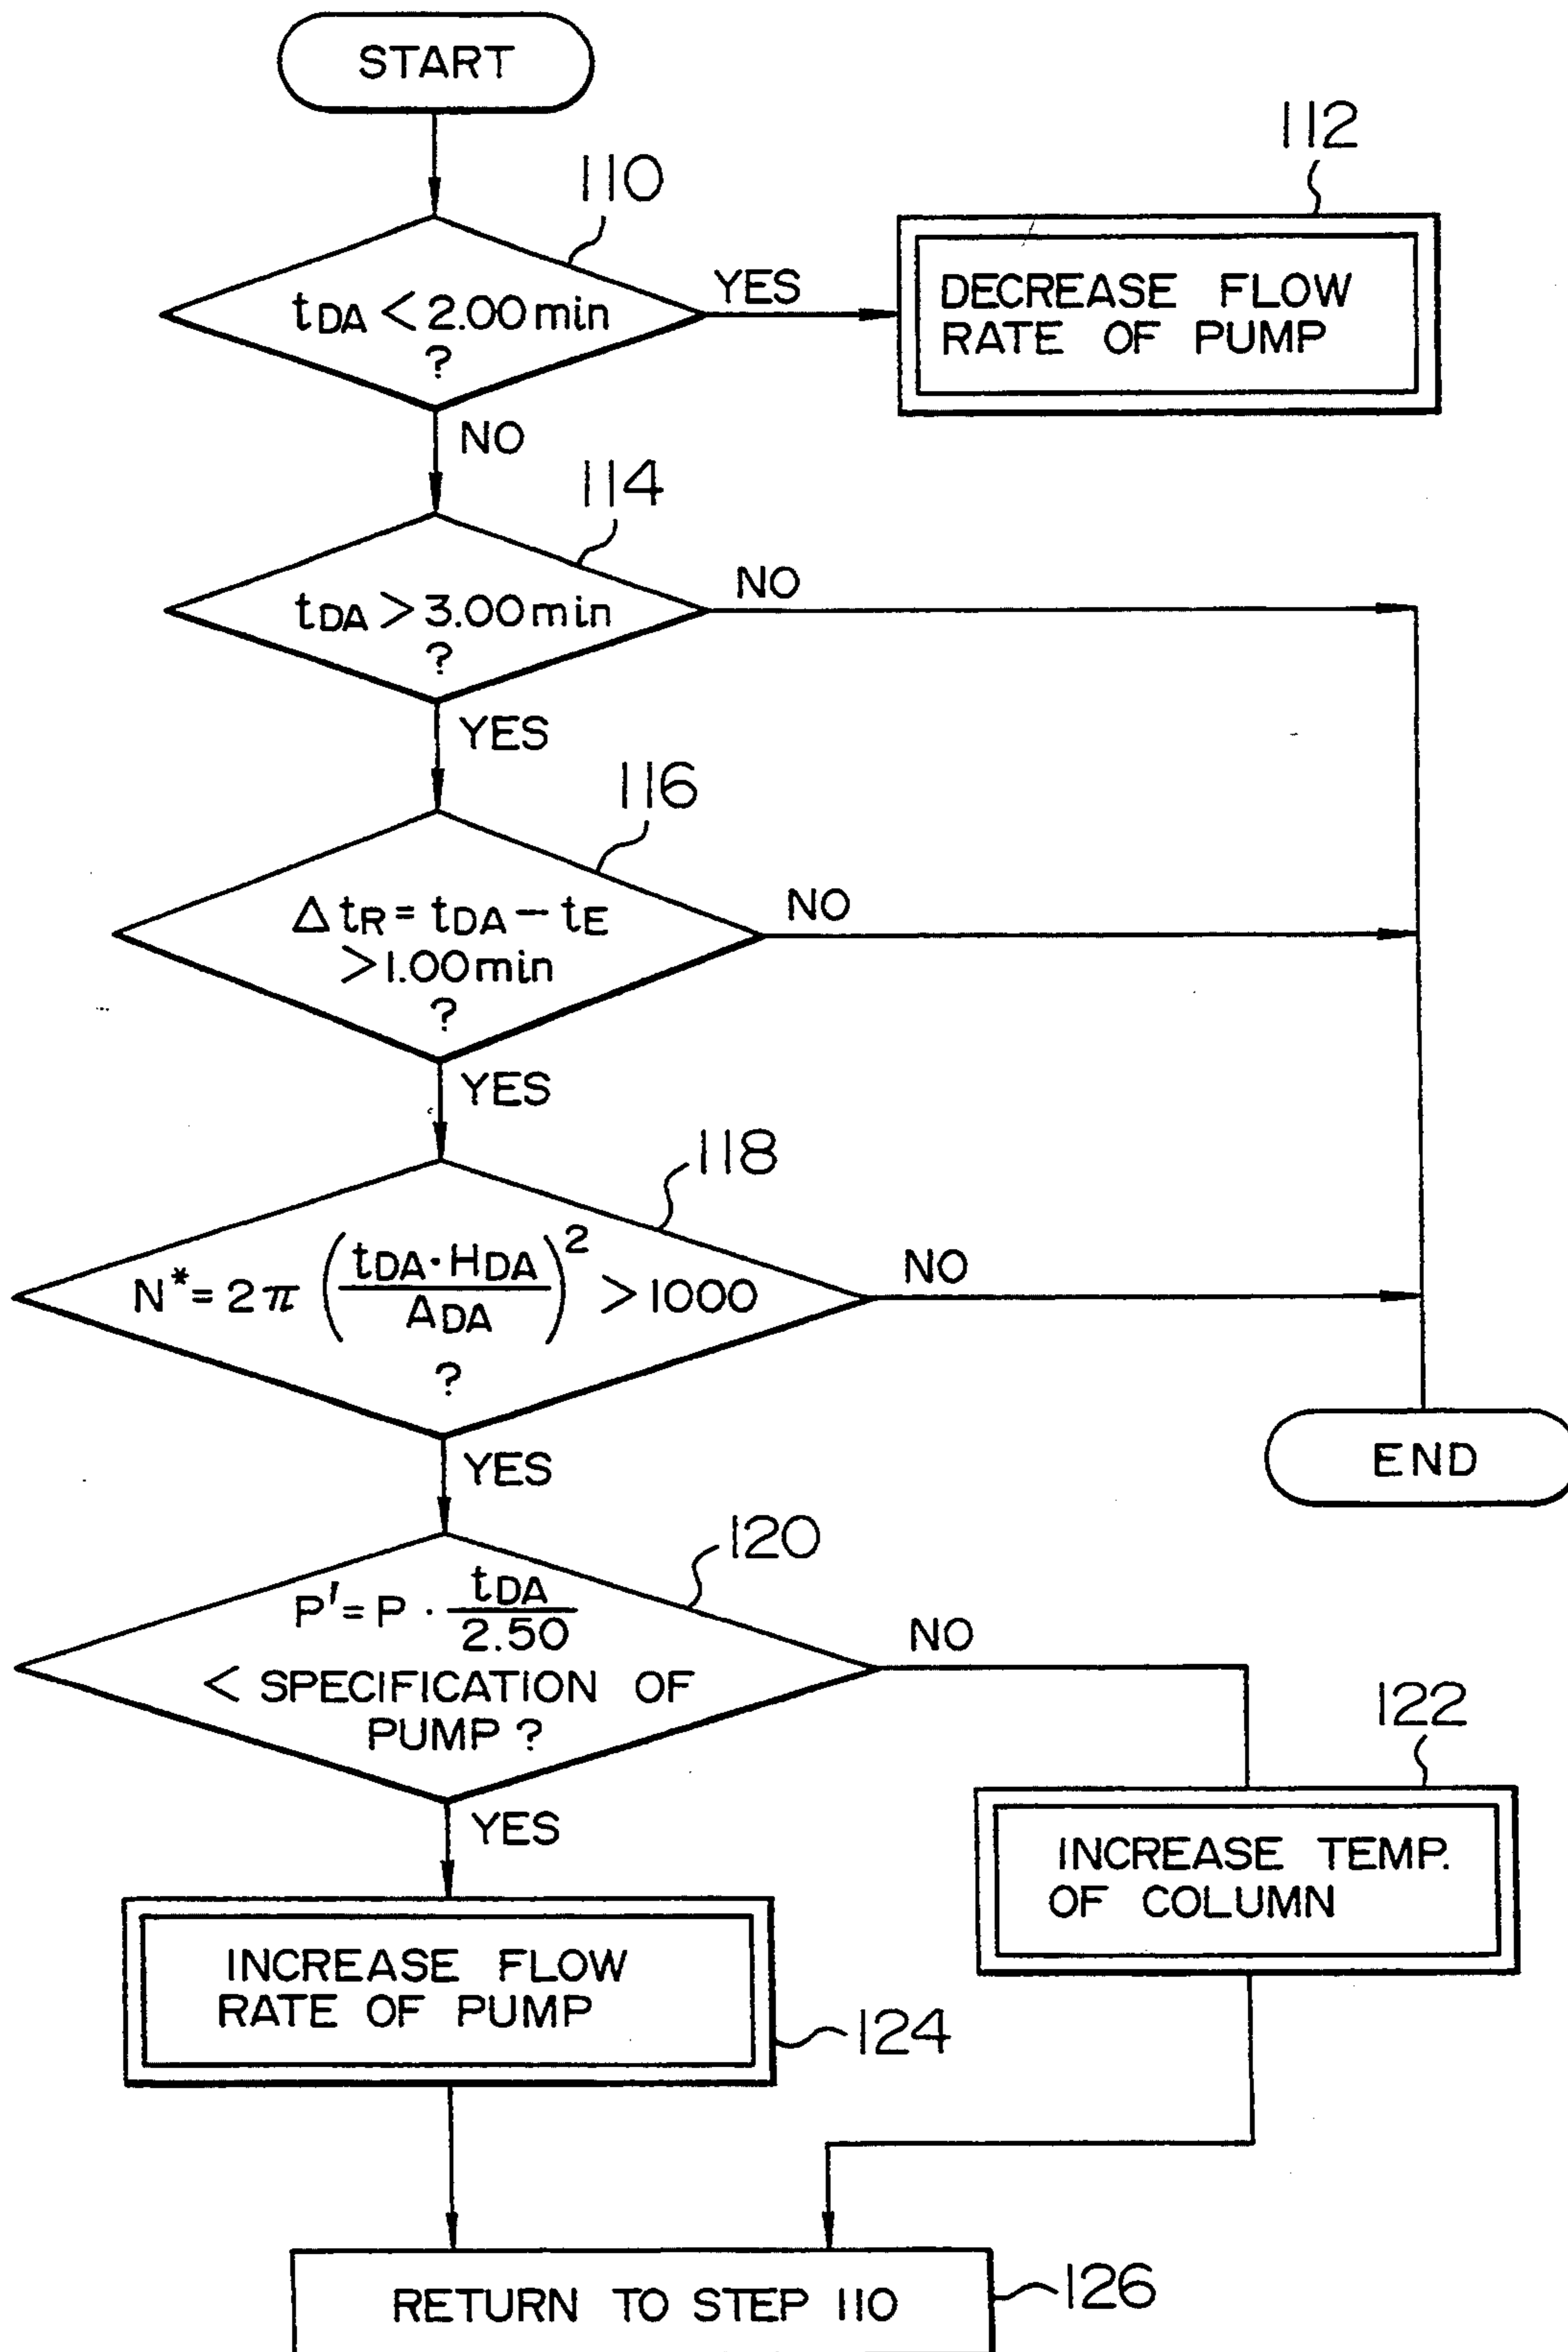 START
110
tDA < 2.00 min
?
YES
112
DECREASE FLOW
RATE OF PUMP
NO
114
tDA > 3.00 min
?
NO
YES
116
Δ tR = tDA − tE
> 1.00 min
?
NO
YES
118
N* = 2π (tDA · HDA / ADA)² > 1000
?
NO
END
YES
120
P' = P · tDA / 2.50
< SPECIFICATION OF
PUMP ?
NO
122
INCREASE TEMP.
OF COLUMN
YES
INCREASE FLOW
RATE OF PUMP
124
RETURN TO STEP 110
126